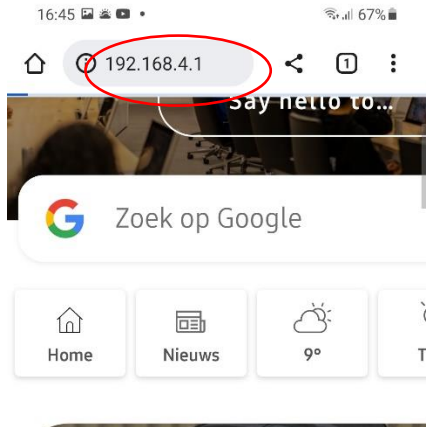 16:45 67%
192.168.4.1 1
Say hello to...
Zoek op Google
Home Nieuws 9° T